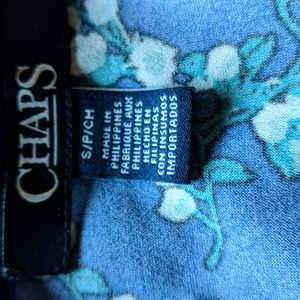 CHAPS
S/P/CH
MADE IN
PHILIPPINES
FABRIQUÉ AUX
PHILIPPINES
HECHO EN
FILIPINAS
CON INSUMOS
IMPORTADOS